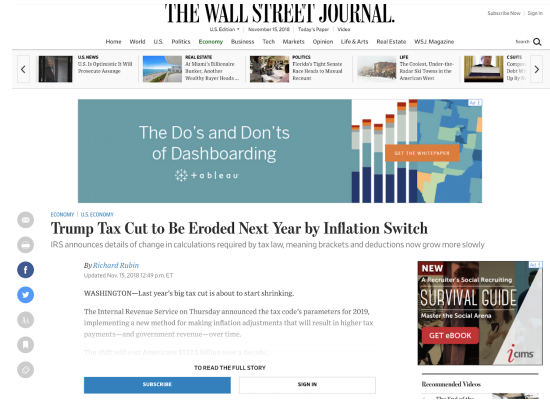 THE WALL STREET JOURNAL.
Subscribe Now | Sign In
U.S. Edition | November 15, 2018 | Today's Paper | Video
Home World U.S. Politics Economy Business Tech Markets Opinion Life & Arts Real Estate WSJ. Magazine
Search
U.S. NEWS
U.S. Is Optimistic It Will
Prosecute Assange
REAL ESTATE
At Miami's Billionaire
Bunker, Another
Wealthy Buyer Heads ...
POLITICS
Florida's Tight Senate
Race Heads to Manual
Recount
LIFE
The Coolest, Under-the-
Radar Ski Towns in the
American West
C SUITS
Debt
Up
Ad
The Do's and Don'ts
of Dashboarding
GET THE WHITEPAPER
+ableau
ECONOMY | U.S. ECONOMY
Trump Tax Cut to Be Eroded Next Year by Inflation Switch
IRS announces details of change in calculations required by tax law, meaning brackets and deductions now grow more slowly
By Richard Rubin
Updated Nov. 15, 2018 12:49 p.m. ET
WASHINGTON—Last year's big tax cut is about to start shrinking.
The Internal Revenue Service on Thursday announced the tax code's parameters for 2019,
implementing a new method for making inflation adjustments that will result in higher tax
payments—and government revenue—over time.
TO READ THE FULL STORY
SUBSCRIBE
SIGN IN
NEW
A Recruiter's Social Recruiting
SURVIVAL GUIDE
Master the Social Arena
GET eBOOK
icims
Recommended Videos
The End of the